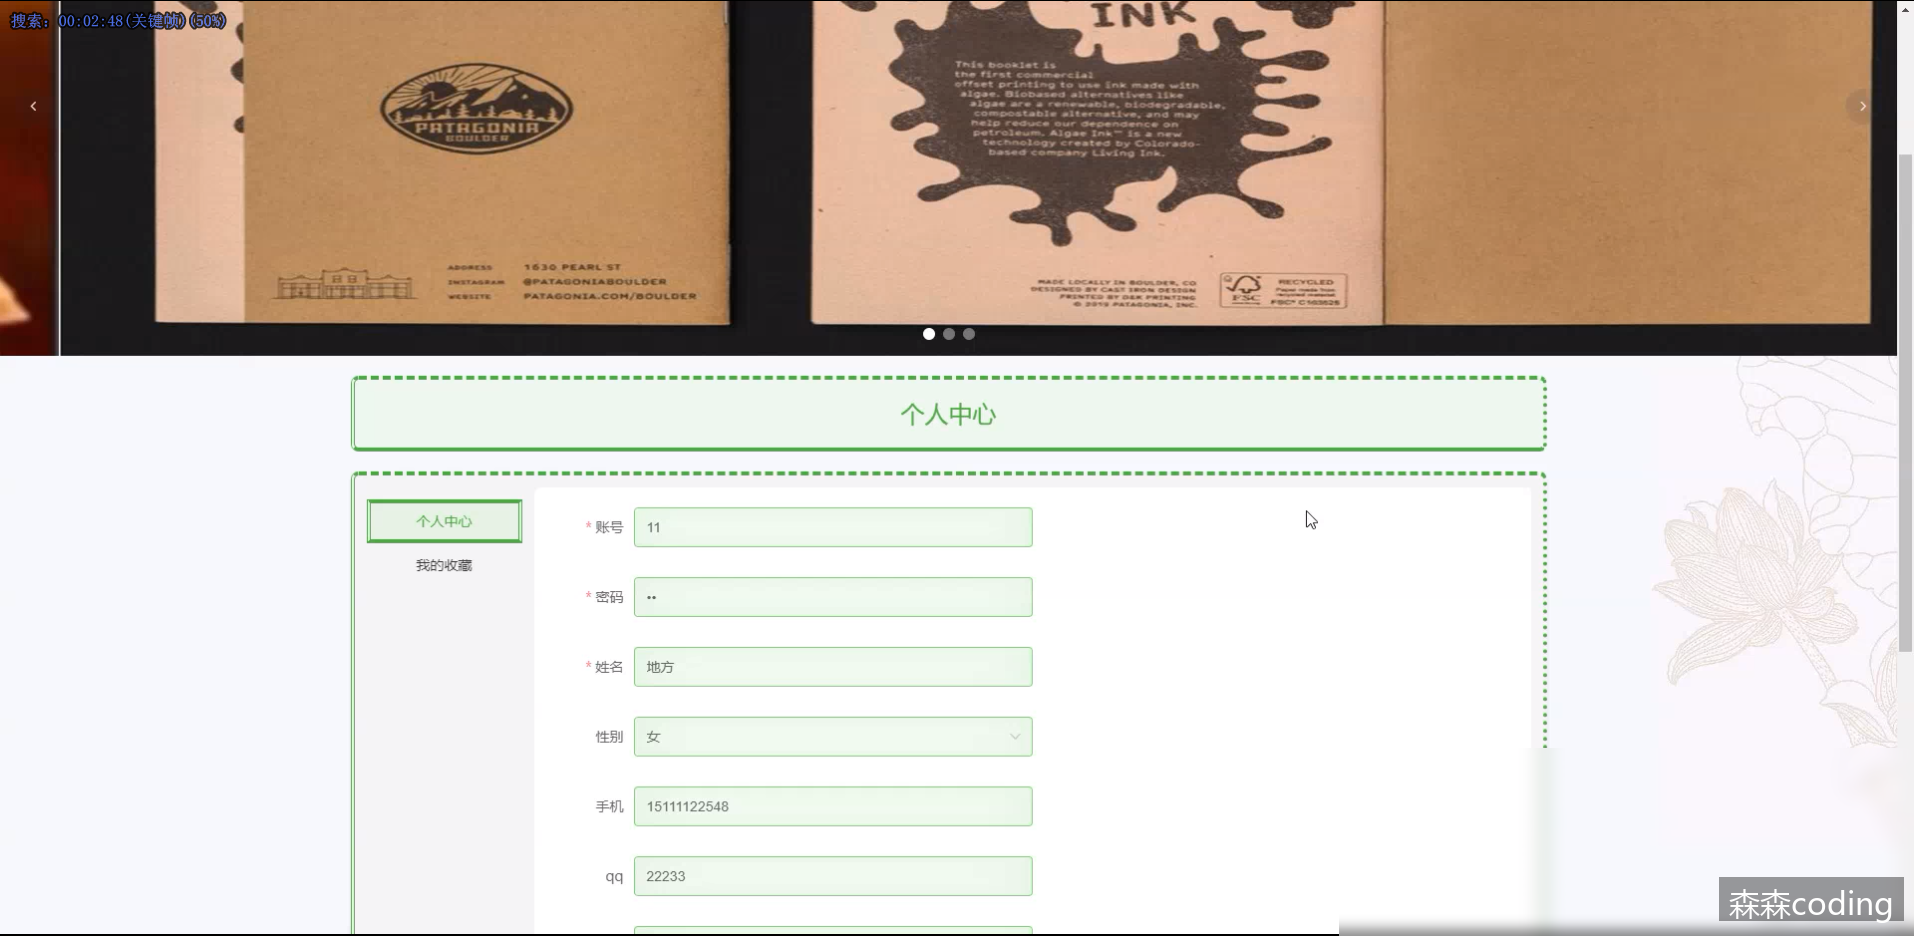 搜索：00:02:48(关键帧)(50%)
INK
This booklet is
the first commercial
offset printing to use ink made with
algae. Biobased alternatives like
algae are a renewable, biodegradable,
compostable alternative, and may
help reduce our dependence on
petroleum. Algae Ink™ is a new
technology created by Colorado-
based company Living Ink.
PATAGONIA
BOULDER
ADDRESS 1630 PEARL ST
INSTAGRAM @PATAGONIABOULDER
WEBSITE PATAGONIA.COM/BOULDER
MADE LOCALLY IN BOULDER, CO
DESIGNED BY CAST IRON DESIGN
PRINTED BY D&K PRINTING
© 2019 PATAGONIA, INC.
FSC
RECYCLED
Paper made from
recycled material
个人中心
个人中心
我的收藏
* 账号 11
* 密码 ••
* 姓名 地方
性别 女
手机 15111122548
qq 22233
森森coding